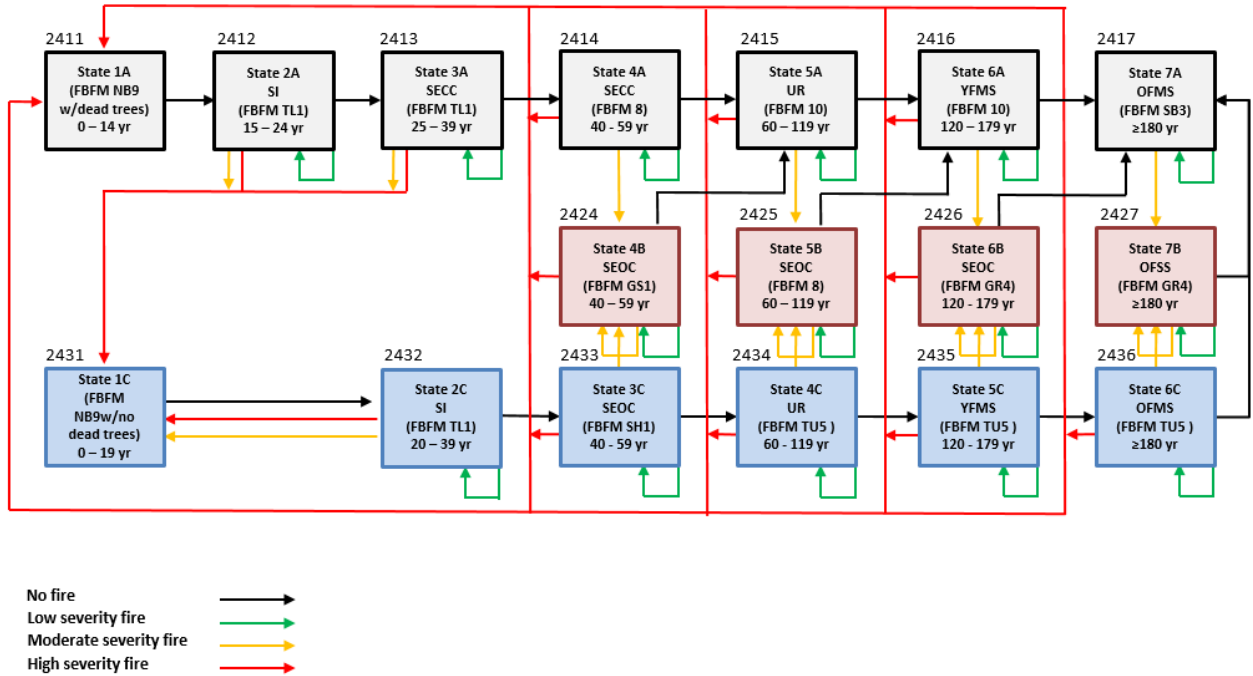 2411
State 1A
(FBFM NB9
w/dead trees)
0 – 14 yr
2412
State 2A
SI
(FBFM TL1)
15 – 24 yr
2413
State 3A
SECC
(FBFM TL1)
25 – 39 yr
2414
State 4A
SECC
(FBFM 8)
40 - 59 yr
2415
State 5A
UR
(FBFM 10)
60 – 119 yr
2416
State 6A
YFMS
(FBFM 10)
120 – 179 yr
2417
State 7A
OFMS
(FBFM SB3)
≥180 yr
2424
State 4B
SEOC
(FBFM GS1)
40 – 59 yr
2425
State 5B
SEOC
(FBFM 8)
60 – 119 yr
2426
State 6B
SEOC
(FBFM GR4)
120 - 179 yr
2427
State 7B
OFSS
(FBFM GR4)
≥180 yr
2431
State 1C
(FBFM
NB9w/no
dead trees)
0 – 19 yr
2432
State 2C
SI
(FBFM TL1)
20 – 39 yr
2433
State 3C
SEOC
(FBFM SH1)
40 - 59 yr
2434
State 4C
UR
(FBFM TU5 )
60 - 119 yr
2435
State 5C
YFMS
(FBFM TU5 )
120 - 179 yr
2436
State 6C
OFMS
(FBFM TU5 )
≥180 yr
No fire
Low severity fire
Moderate severity fire
High severity fire